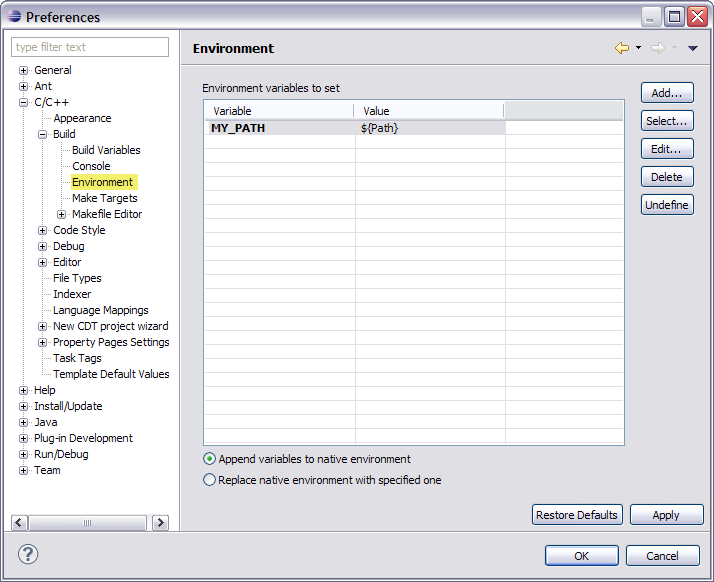 Preferences
type filter text
General
Ant
C/C++
Appearance
Build
Build Variables
Console
Environment
Make Targets
Makefile Editor
Code Style
Debug
Editor
File Types
Indexer
Language Mappings
New CDT project wizard
Property Pages Settings
Task Tags
Template Default Values
Help
Install/Update
Java
Plug-in Development
Run/Debug
Team
Environment
Environment variables to set
Variable Value
MY_PATH ${Path}
Add...
Select...
Edit...
Delete
Undefine
Append variables to native environment
Replace native environment with specified one
Restore Defaults Apply
? OK Cancel